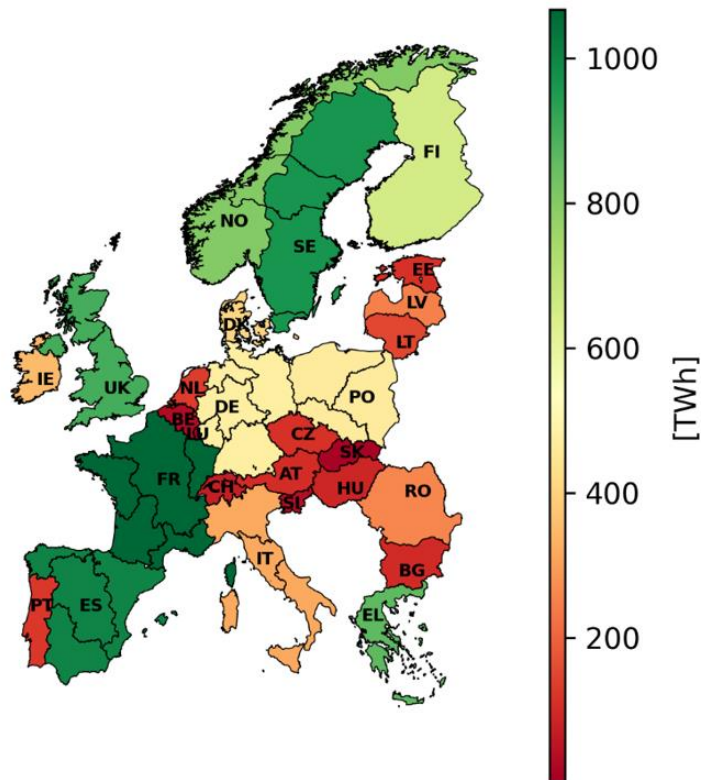 1000
FI
800
NO
SE
EE
LV
LT
DK
600
IE
UK
NL
BE
LU
DE
PO
[TWh]
CZ
SK
FR
AT
CH
HU
SI
RO
400
IT
BG
PT
ES
EL
200